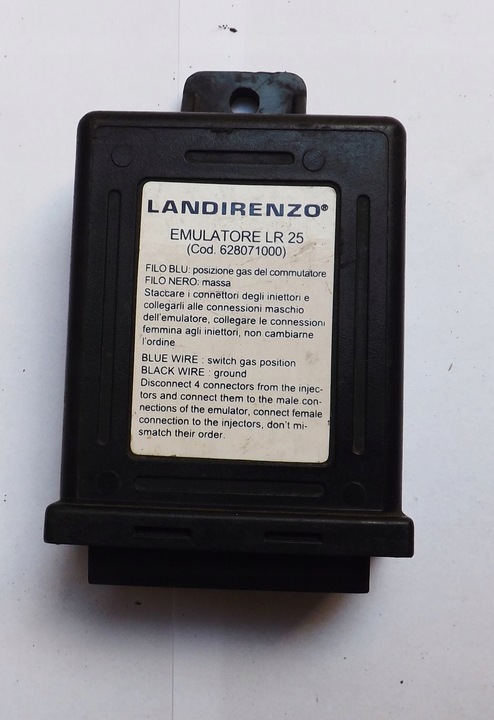 LANDIRENZO®
EMULATORE LR 25
(Cod. 628071000)
FILO BLU: posizione gas del commutatore
FILO NERO: massa
Staccare i connettori degli iniettori e
collegarli alle connessioni maschio
dell'emulatore, collegare le connessioni
femmina agli iniettori, non cambiarne
l'ordine
BLUE WIRE : switch gas position
BLACK WIRE : ground
Disconnect 4 connectors from the injec-
tors and connect them to the male con-
nections of the emulator, connect female
connection to the injectors, don't mi-
smatch their order.